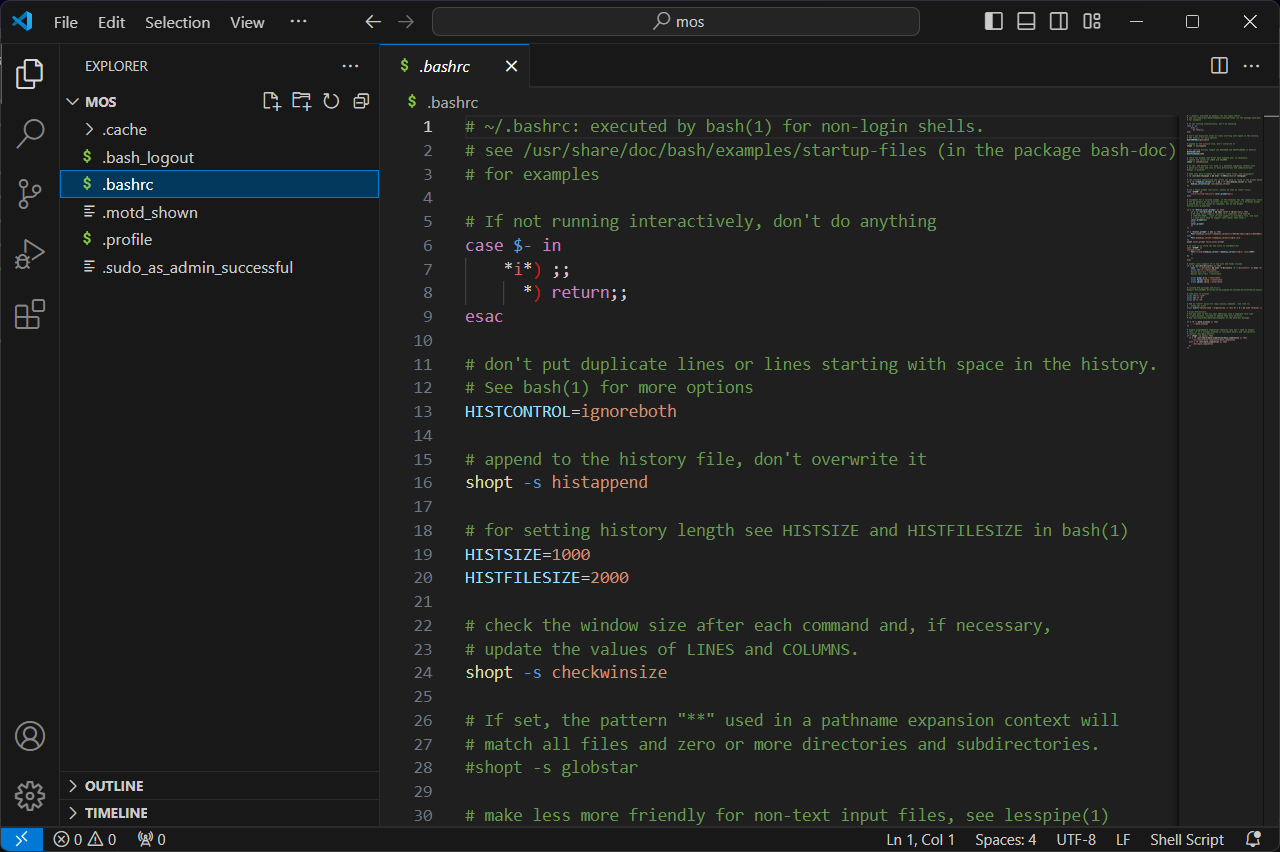 File Edit Selection View ··· mos
EXPLORER ···
MOS
.cache
.bash_logout
.bashrc
.motd_shown
.profile
.sudo_as_admin_successful
OUTLINE
TIMELINE
$ .bashrc
$ .bashrc
1 # ~/.bashrc: executed by bash(1) for non-login shells.
2 # see /usr/share/doc/bash/examples/startup-files (in the package bash-doc)
3 # for examples
4
5 # If not running interactively, don't do anything
6 case $- in
7     *i*) ;;
8       *) return;;
9 esac
10
11 # don't put duplicate lines or lines starting with space in the history.
12 # See bash(1) for more options
13 HISTCONTROL=ignoreboth
14
15 # append to the history file, don't overwrite it
16 shopt -s histappend
17
18 # for setting history length see HISTSIZE and HISTFILESIZE in bash(1)
19 HISTSIZE=1000
20 HISTFILESIZE=2000
21
22 # check the window size after each command and, if necessary,
23 # update the values of LINES and COLUMNS.
24 shopt -s checkwinsize
25
26 # If set, the pattern "**" used in a pathname expansion context will
27 # match all files and zero or more directories and subdirectories.
28 #shopt -s globstar
29
30 # make less more friendly for non-text input files, see lesspipe(1)
0 0 0 Ln 1, Col 1 Spaces: 4 UTF-8 LF Shell Script